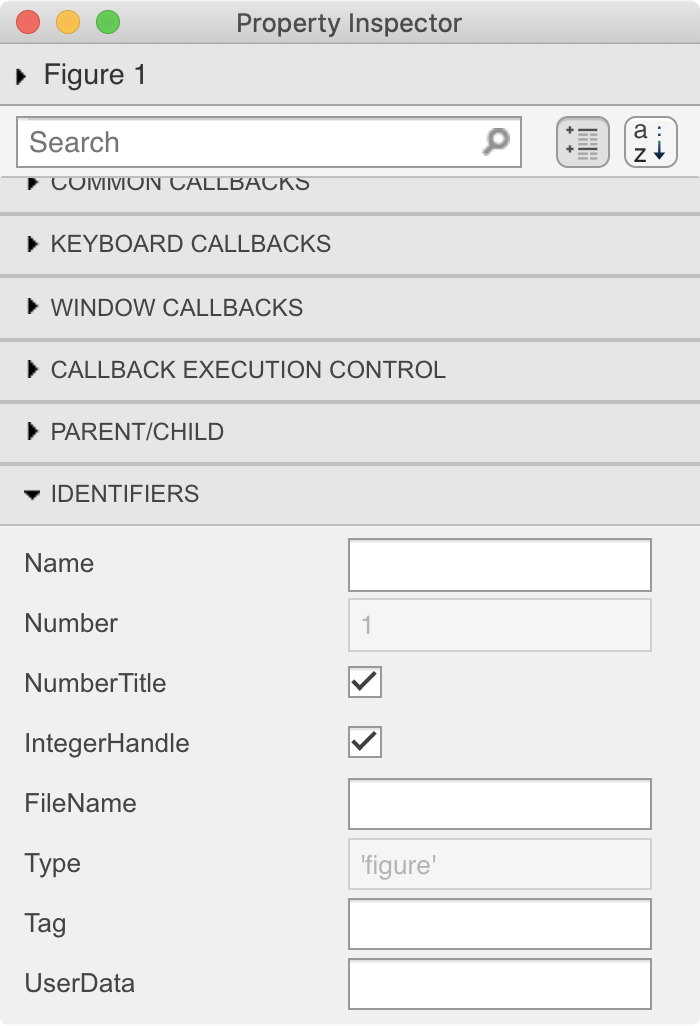 Property Inspector
Figure 1
Search
a
z
COMMON CALLBACKS
KEYBOARD CALLBACKS
WINDOW CALLBACKS
CALLBACK EXECUTION CONTROL
PARENT/CHILD
IDENTIFIERS
Name
Number 1
NumberTitle
IntegerHandle
FileName
Type 'figure'
Tag
UserData